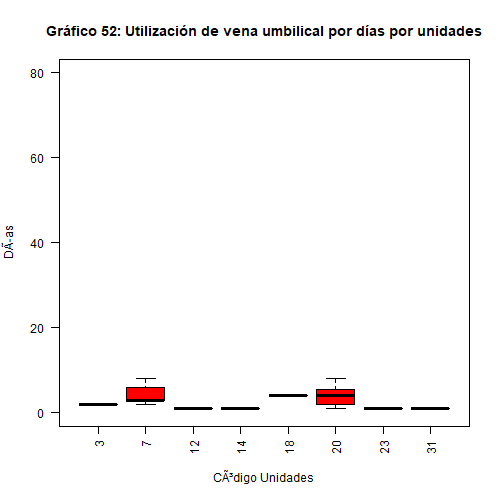 Gráfico 52: Utilización de vena umbilical por días por unidades
80
60
40
20
0
DÃ-as
3 7 12 14 18 20 23 31
CÃ³digo Unidades